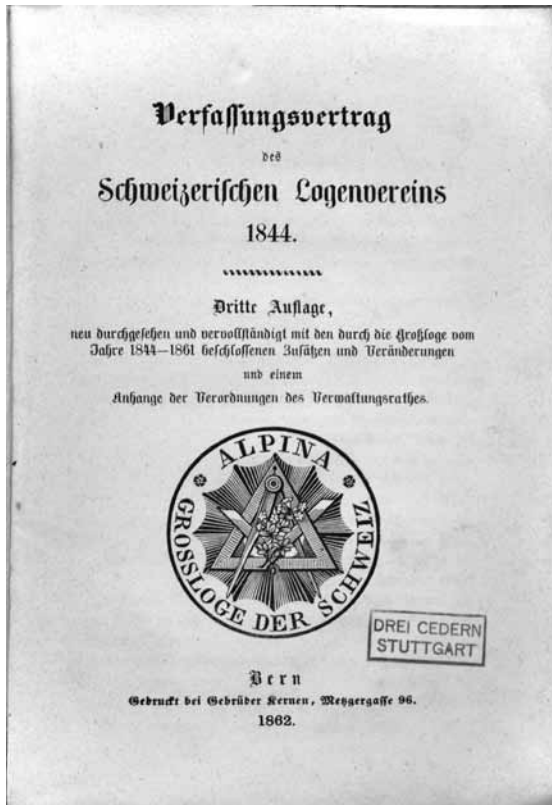 Verfaſſungsvertrag
des
Schweizeriſchen Logenvereins
1844.
Dritte Auflage,
neu durchgeſehen und vervollſtändigt mit den durch die Großloge vom
Jahre 1844—1861 beſchloſſenen Zuſätzen und Veränderungen
und einem
Anhange der Verordnungen des Verwaltungsrathes.
ALPINA
GROSSLOGE DER SCHWEIZ
DREI CEDERN
STUTTGART
Bern
Gedruckt bei Gebrüder Kernen, Metzgergaſſe 96.
1862.